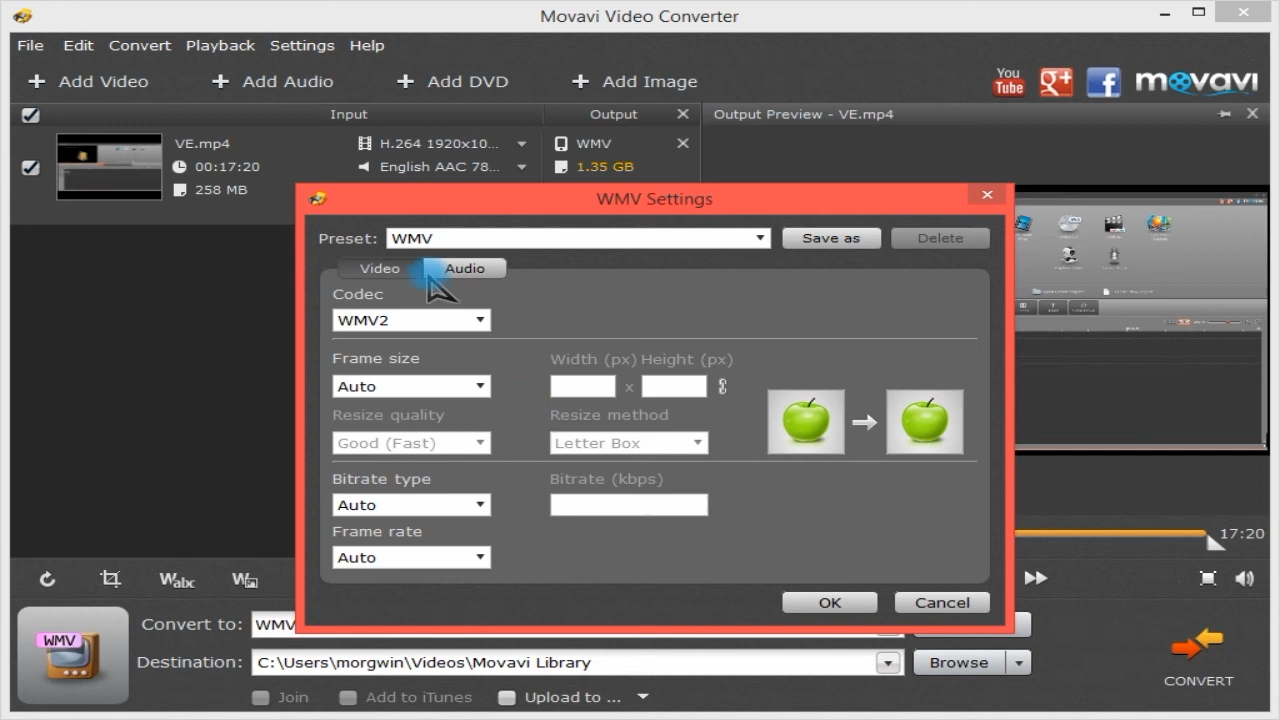 Movavi Video Converter
File Edit Convert Playback Settings Help
+ Add Video + Add Audio + Add DVD + Add Image
You Tube g+ f movavi
Input Output Output Preview - VE.mp4
VE.mp4 H.264 1920x10... WMV
00:17:20 English AAC 78... 1.35 GB
258 MB
WMV Settings
Preset: WMV Save as Delete
Video Audio
Codec
WMV2
Frame size Width (px) Height (px)
Auto x
Resize quality Resize method
Good (Fast) Letter Box
Bitrate type Bitrate (kbps)
Auto
Frame rate
Auto
17:20
Wabc W
OK Cancel
WMV
Convert to: WMV
Destination: C:\Users\morgwin\Videos\Movavi Library Browse
CONVERT
Join Add to iTunes Upload to ...